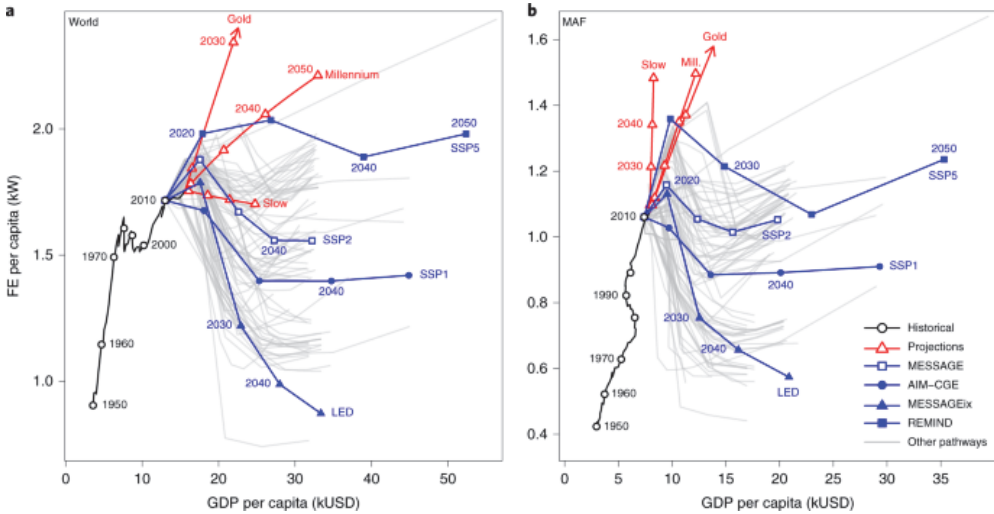 a
World
Gold
2030
2050 Millennium
2040
2020
2050
SSP5
2040
2010
Slow
2000
1970
SSP2
2040
SSP1
2040
2030
1960
2040
LED
1950
2.0
1.5
1.0
FE per capita (kW)
0 10 20 30 40 50
GDP per capita (kUSD)
b
MAF
Gold
Mill.
Slow
2040
2030
2030
2050
SSP5
2020
2010
SSP2
SSP1
2040
1990
2030
2040
1970
LED
1960
1950
Historical
Projections
MESSAGE
AIM–CGE
MESSAGEix
REMIND
Other pathways
1.6
1.4
1.2
1.0
0.8
0.6
0.4
0 5 10 15 20 25 30 35 40
GDP per capita (kUSD)